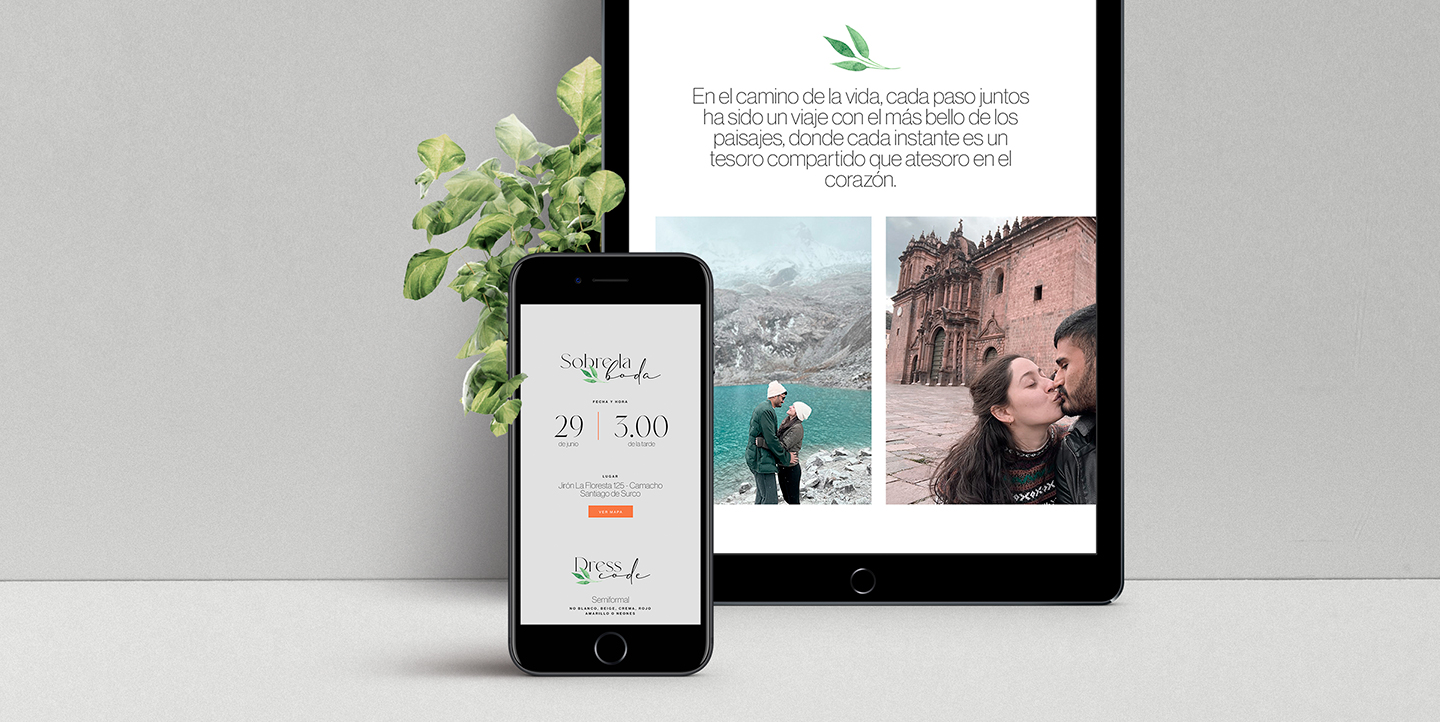 En el camino de la vida, cada paso juntos
ha sido un viaje con el más bello de los
paisajes, donde cada instante es un
tesoro compartido que atesoro en el
corazón.
Sobre la
boda
FECHA Y HORA
29
de junio
3.00
de la tarde
LUGAR
Jirón La Floresta 125 - Camacho
Santiago de Surco
VER MAPA
Dress
code
Semiformal
NO BLANCO, BEIGE, CREMA, ROJO
AMARILLO O NEONES